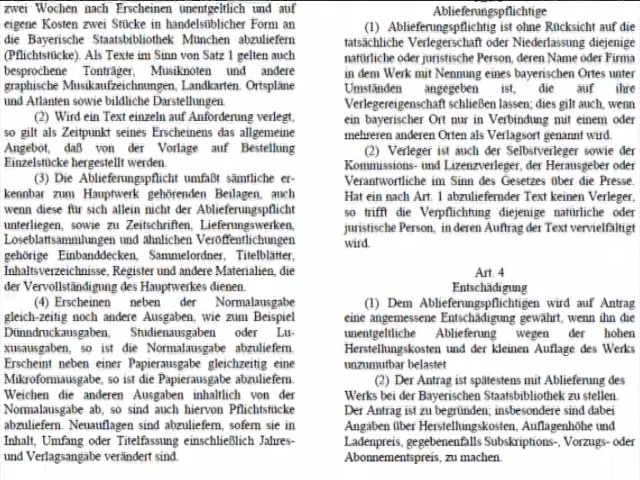 zwei Wochen nach Erscheinen unentgeltlich und auf
eigene Kosten zwei Stücke in handelsüblicher Form an
die Bayerische Staatsbibliothek München abzuliefern
(Pflichtstücke). Als Texte im Sinn von Satz 1 gelten auch
besprochene Tonträger, Musiknoten und andere
graphische Musikaufzeichnungen, Landkarten, Ortspläne
und Atlanten sowie bildliche Darstellungen.
(2) Wird ein Text einzeln auf Anforderung verlegt,
so gilt als Zeitpunkt seines Erscheinens das allgemeine
Angebot, daß von der Vorlage auf Bestellung
Einzelstücke hergestellt werden.
(3) Die Ablieferungspflicht umfaßt sämtliche er-
kennbar zum Hauptwerk gehörenden Beilagen, auch
wenn diese für sich allein nicht der Ablieferungspflicht
unterliegen, sowie zu Zeitschriften, Lieferungswerken,
Loseblattsammlungen und ähnlichen Veröffentlichungen
gehörige Einbanddecken, Sammelordner, Titelblätter,
Inhaltsverzeichnisse, Register und andere Materialien, die
der Vervollständigung des Hauptwerkes dienen.
(4) Erscheinen neben der Normalausgabe
gleich-zeitig noch andere Ausgaben, wie zum Beispiel
Dünndruckausgaben, Studienausgaben oder Lu-
xusausgaben, so ist die Normalausgabe abzuliefern.
Erscheint neben einer Papierausgabe gleichzeitig eine
Mikroformausgabe, so ist die Papierausgabe abzuliefern.
Weichen die anderen Ausgaben inhaltlich von der
Normalausgabe ab, so sind auch hiervon Pflichtstücke
abzuliefern. Neuauflagen sind abzuliefern, sofern sie in
Inhalt, Umfang oder Titelfassung einschließlich Jahres-
und Verlagsangabe verändert sind.
Ablieferungspflichtige
(1) Ablieferungspflichtig ist ohne Rücksicht auf die
tatsächliche Verlegerschaft oder Niederlassung diejenige
natürliche oder juristische Person, deren Name oder Firma
in dem Werk mit Nennung eines bayerischen Ortes unter
Umständen angegeben ist, die auf ihre
Verlegereigenschaft schließen lassen; dies gilt auch, wenn
ein bayerischer Ort nur in Verbindung mit einem oder
mehreren anderen Orten als Verlagsort genannt wird.
(2) Verleger ist auch der Selbstverleger sowie der
Kommissions- und Lizenzverleger, der Herausgeber oder
Verantwortliche im Sinn des Gesetzes über die Presse.
Hat ein nach Art. 1 abzuliefernder Text keinen Verleger,
so trifft die Verpflichtung diejenige natürliche oder
juristische Person, in deren Auftrag der Text vervielfältigt
wird.
Art. 4
Entschädigung
(1) Dem Ablieferungspflichtigen wird auf Antrag
eine angemessene Entschädigung gewährt, wenn ihn die
unentgeltliche Ablieferung wegen der hohen
Herstellungskosten und der kleinen Auflage des Werks
unzumutbar belastet
(2) Der Antrag ist spätestens mit Ablieferung des
Werks bei der Bayerischen Staatsbibliothek zu stellen.
Der Antrag ist zu begründen; insbesondere sind dabei
Angaben über Herstellungskosten, Auflagenhöhe und
Ladenpreis, gegebenenfalls Subskriptions-, Vorzugs- oder
Abonnementspreis, zu machen.